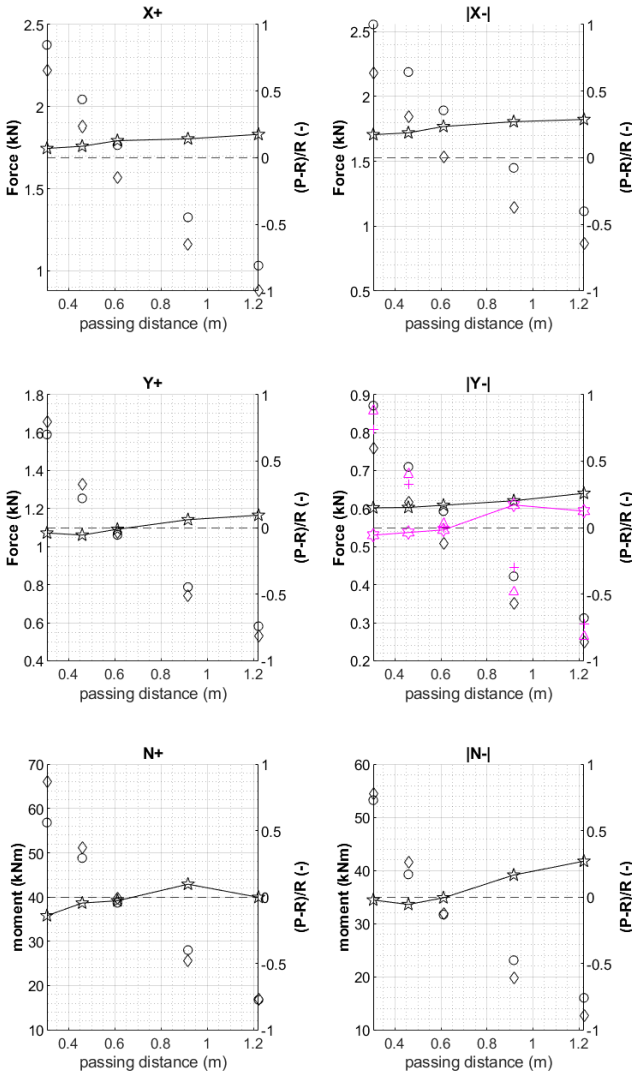 X+
2.5
2
1.5
1
Force (kN)
1
0.5
0
-0.5
-1
(P-R)/R (-)
0.4 0.6 0.8 1 1.2
passing distance (m)
|X-|
2.5
2
1.5
1
0.5
Force (kN)
1
0.5
0
-0.5
-1
(P-R)/R (-)
0.4 0.6 0.8 1 1.2
passing distance (m)
Y+
1.8
1.6
1.4
1.2
1
0.8
0.6
0.4
Force (kN)
1
0.5
0
-0.5
-1
(P-R)/R (-)
0.4 0.6 0.8 1 1.2
passing distance (m)
|Y-|
0.9
0.8
0.7
0.6
0.5
0.4
0.3
0.2
Force (kN)
1
0.5
0
-0.5
-1
(P-R)/R (-)
0.4 0.6 0.8 1 1.2
passing distance (m)
N+
70
60
50
40
30
20
10
moment (kNm)
1
0.5
0
-0.5
-1
(P-R)/R (-)
0.4 0.6 0.8 1 1.2
passing distance (m)
|N-|
60
50
40
30
20
10
moment (kNm)
1
0.5
0
-0.5
-1
(P-R)/R (-)
0.4 0.6 0.8 1 1.2
passing distance (m)